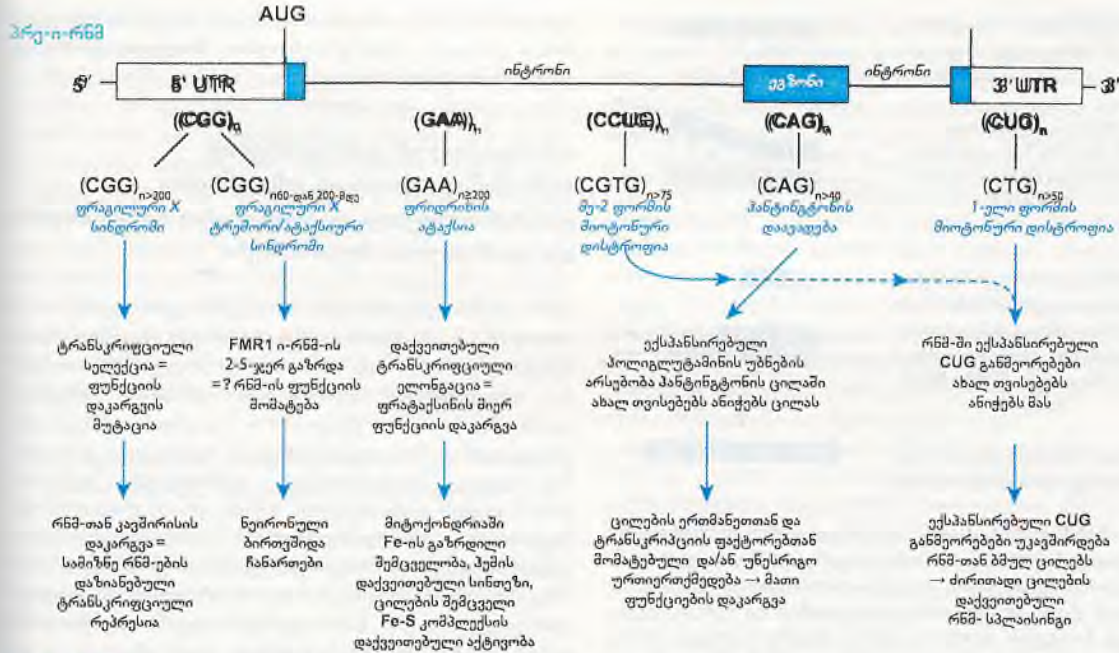 AUG
პრე-ი-რნმ
5' 5' UTR ინტრონი ეგზონი ინტრონი 3' UTR 3'
(CGG)n (GAA)n (CCUG)n (CAG)n (CUG)n
(CGG)n>200
ფრაგილური X
სინდრომი
(CGG)n60-დან 200-მდე
ფრაგილური X
ტრემორი/ატაქსიური
სინდრომი
(GAA)n≥200
ფრიდრიხის
ატაქსია
(CGTG)n>75
მე-2 ფორმის
მიოტონური
დისტროფია
(CAG)n>40
ჰანტინგტონის
დაავადება
(CTG)n>50
1-ელი ფორმის
მიოტონური დისტროფია
ტრანსკრიფციული
სელექცია =
ფუნქციის
დაკარგვის
მუტაცია
FMR1 ი-რნმ-ის
2-5-ჯერ გაზრდა
=? რნმ-ის ფუნქციის
მომატება
დაქვეითებული
ტრანსკრიფციული
ელონგაცია =
ფრატაქსინის მიერ
ფუნქციის დაკარგვა
ექსპანსირებული
პოლიგლუტამინის უბნების
არსებობა ჰანტინგტონის ცილაში
ახალ თვისებებს ანიჭებს ცილას
რნმ-ში ექსპანსირებული
CUG განმეორებები
ახალ თვისებებს
ანიჭებს მას
რნმ-თან კავშირისის
დაკარგვა =
სამიზნე რნმ-ების
დაზიანებული
ტრანსკრიფციული
რეპრესია
ნეირონული
ბირთვშიდა
ჩანართები
მიტოქონდრიაში
Fe-ის გაზრდილი
შემცველობა, ჰემის
დაქვეითებული სინთეზი,
ცილების შემცველი
Fe-S კომპლექსის
დაქვეითებული აქტივობა
ცილების ერთმანეთთან და
ტრანსკრიპციის ფაქტორებთან
მომატებული და/ან უწესრიგო
ურთიერთქმედება → მათი
ფუნქციების დაკარგვა
ექსპანსირებული CUG
განმეორებები უკავშირდება
რნმ-თან ბმულ ცილებს
→ ძირითადი ცილების
დაქვეითებული
რნმ- სპლაისინგი